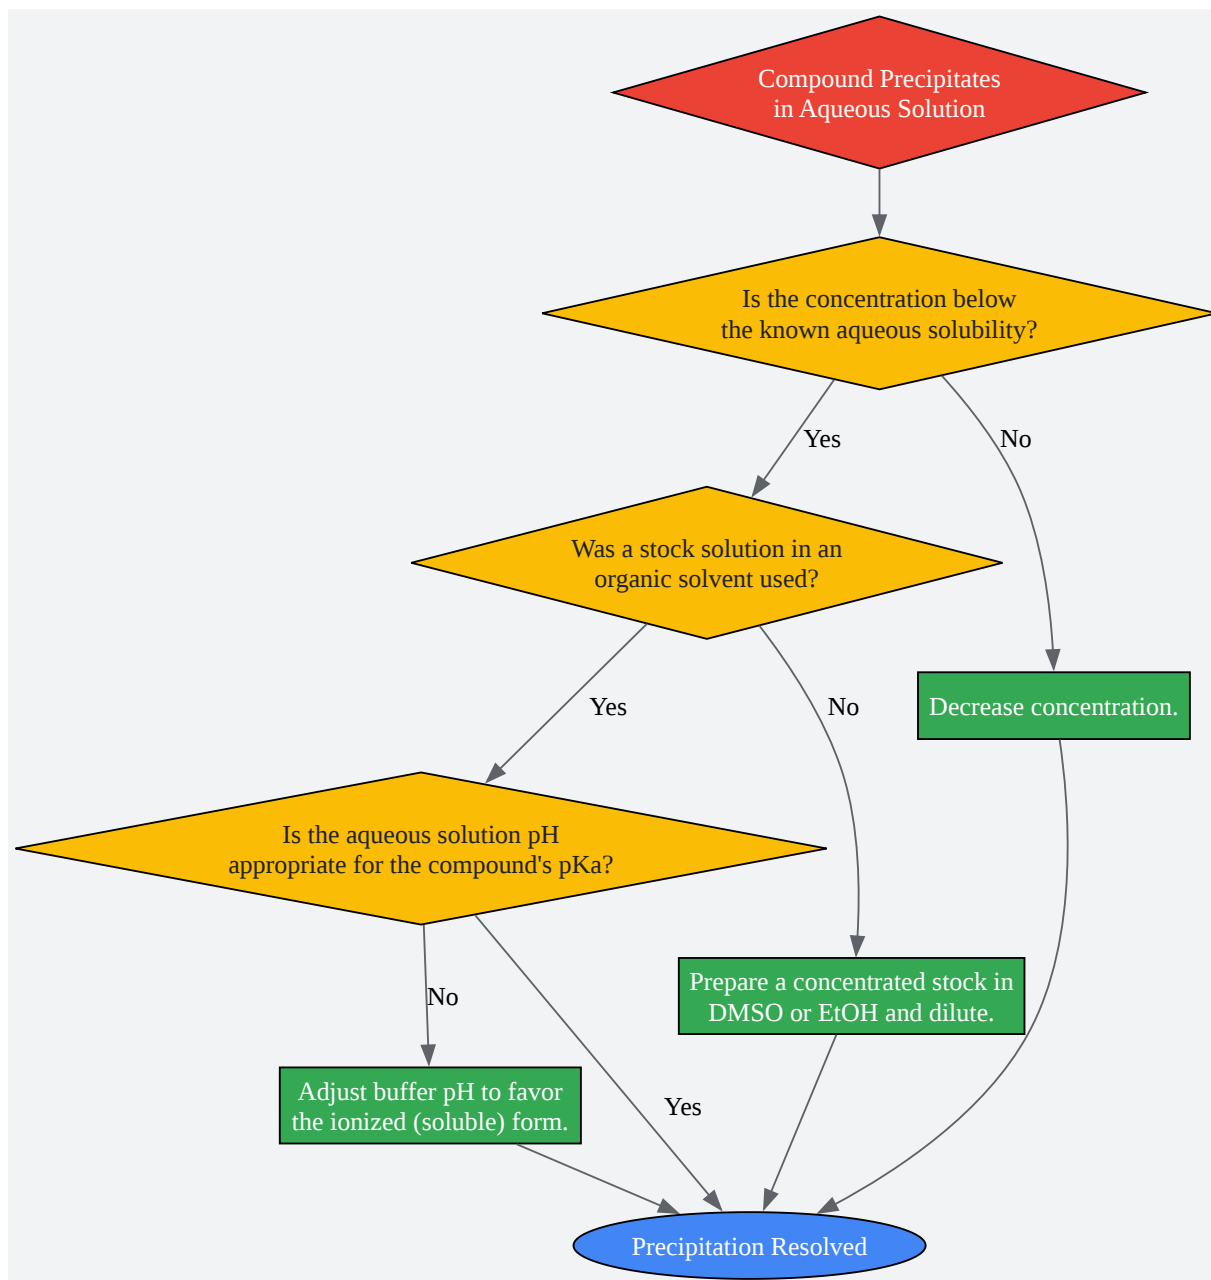 Compound Precipitates
in Aqueous Solution
Is the concentration below
the known aqueous solubility?
Yes
No
Was a stock solution in an
organic solvent used?
Yes
No
Decrease concentration.
Is the aqueous solution pH
appropriate for the compound's pKa?
No
Prepare a concentrated stock in
DMSO or EtOH and dilute.
Adjust buffer pH to favor
the ionized (soluble) form.
Yes
Precipitation Resolved